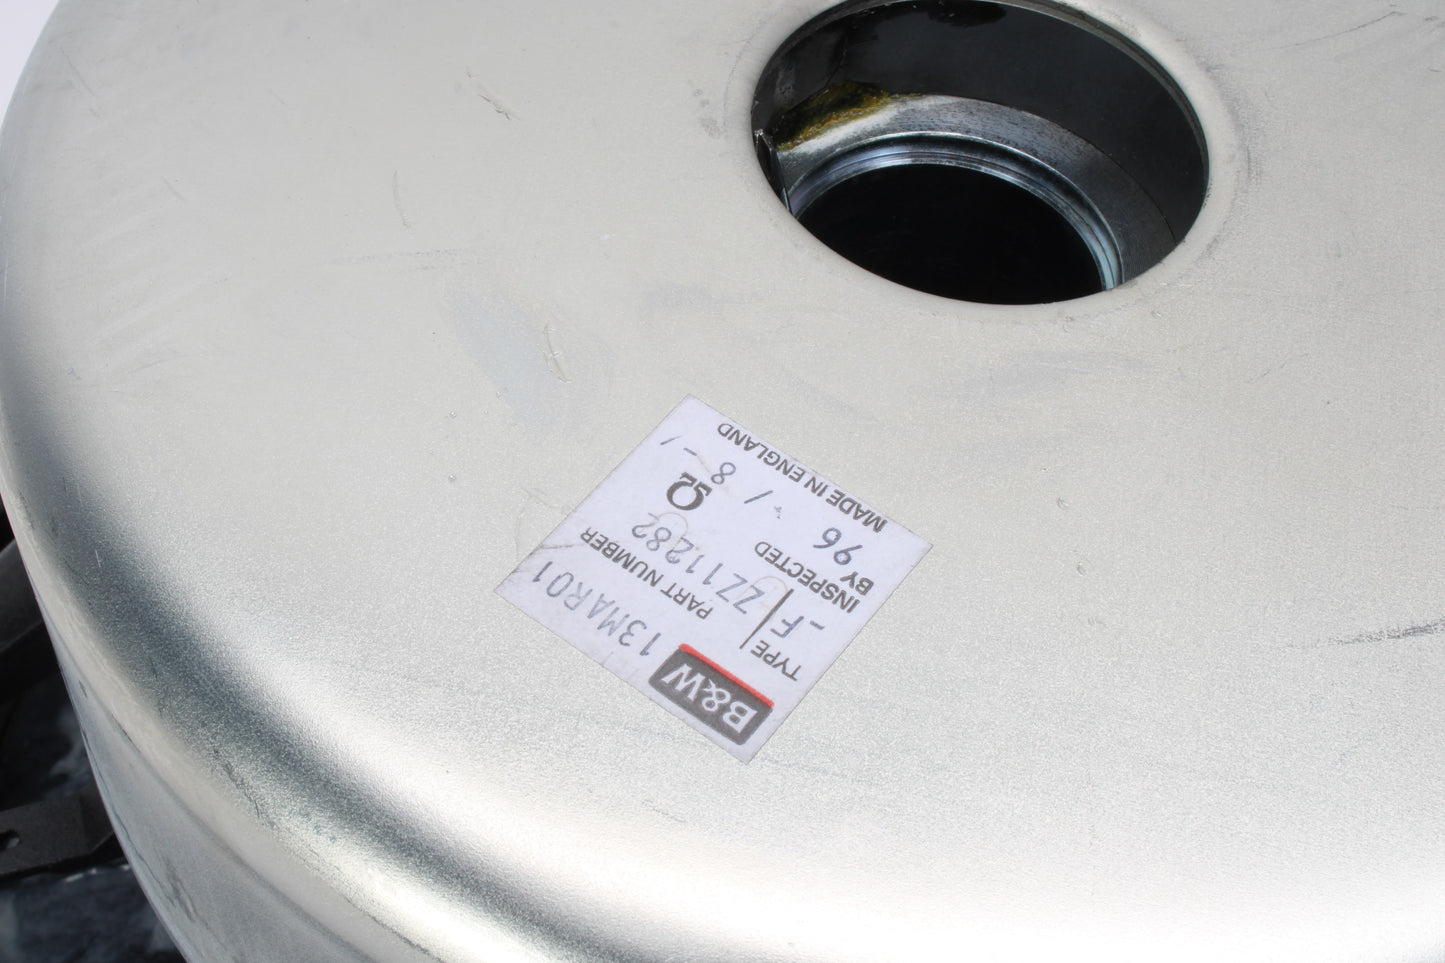 B&W 13MAR01
TYPE PART NUMBER
F ZZ11282 Ω
INSPECTED
BY 96 / 8
MADE IN ENGLAND